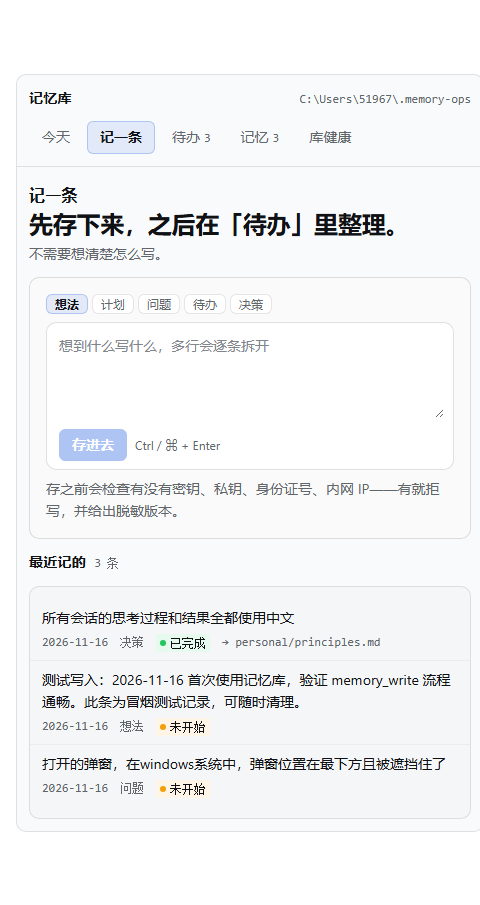 记忆库 C:\Users\51967\.memory-ops
今天 记一条 待办 3 记忆 3 库健康
记一条
先存下来，之后在「待办」里整理。
不需要想清楚怎么写。
想法 计划 问题 待办 决策
想到什么写什么，多行会逐条拆开
存进去 Ctrl / ⌘ + Enter
存之前会检查有没有密钥、私钥、身份证号、内网 IP——有就拒
写，并给出脱敏版本。
最近记的 3 条
所有会话的思考过程和结果全都使用中文
2026-11-16 决策 已完成 → personal/principles.md
测试写入：2026-11-16 首次使用记忆库，验证 memory_write 流程
通畅。此条为冒烟测试记录，可随时清理。
2026-11-16 想法 未开始
打开的弹窗，在windows系统中，弹窗位置在最下方且被遮挡住了
2026-11-16 问题 未开始